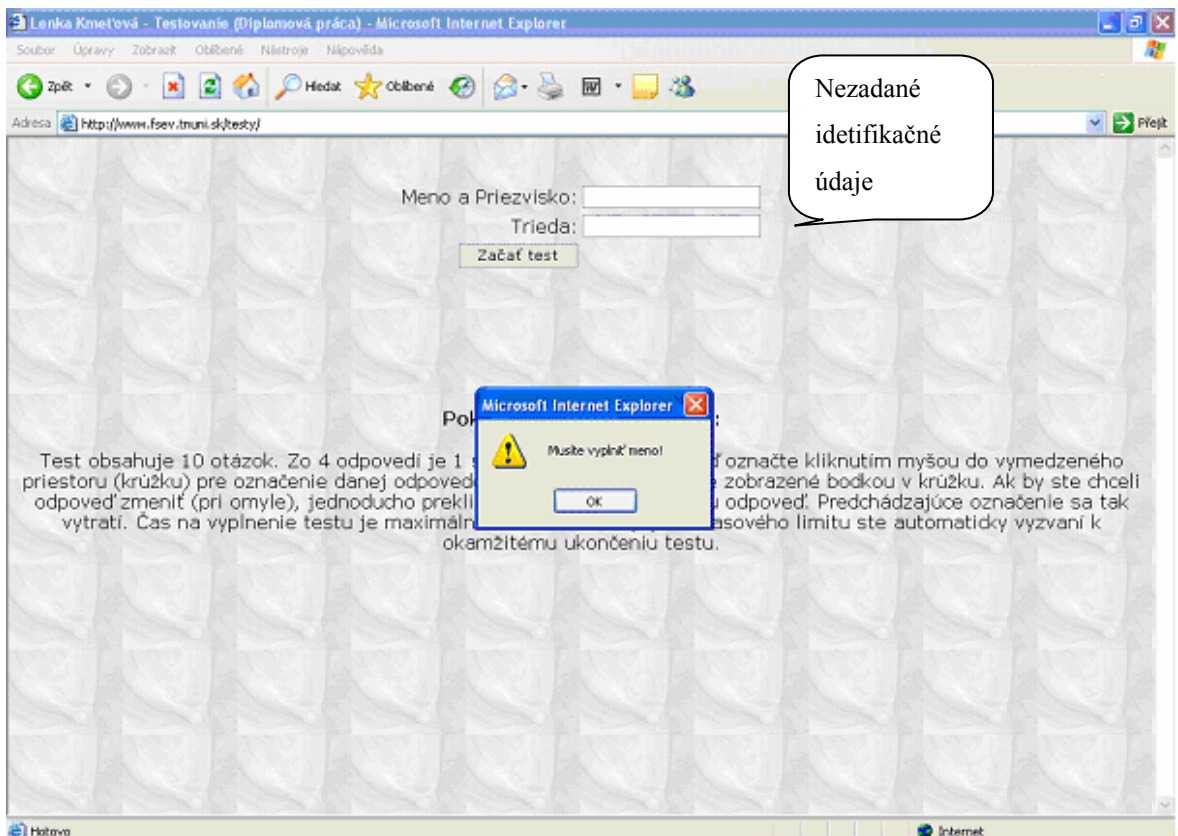 Lenka Kmeťová - Testovanie (Diplomová práca) - Microsoft Internet Explorer
Soubor Úpravy Zobrazit Oblíbené Nástroje Nápověda
Zpět Hledat Oblíbené
Adresa http://www.fsev.tnuni.sk/testy/ Přejít
Nezadané
idetifikačné
údaje
Meno a Priezvisko:
Trieda:
Začať test
Microsoft Internet Explorer
Musíte vyplniť meno!
OK
Pok :
Test obsahuje 10 otázok. Zo 4 odpovedí je 1 s ď označte kliknutím myšou do vymedzeného
priestoru (krúžku) pre označenie danej odpoved zobrazené bodkou v krúžku. Ak by ste chceli
odpoveď zmeniť (pri omyle), jednoducho prekli u odpoveď. Predchádzajúce označenie sa tak
vytratí. Čas na vyplnenie testu je maximáln asového limitu ste automaticky vyzvaní k
okamžitému ukončeniu testu.
Hotovo Internet